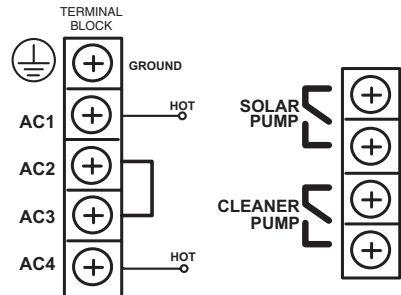 TERMINAL
BLOCK
GROUND
AC1
HOT
AC2
AC3
AC4
HOT
SOLAR
PUMP
CLEANER
PUMP